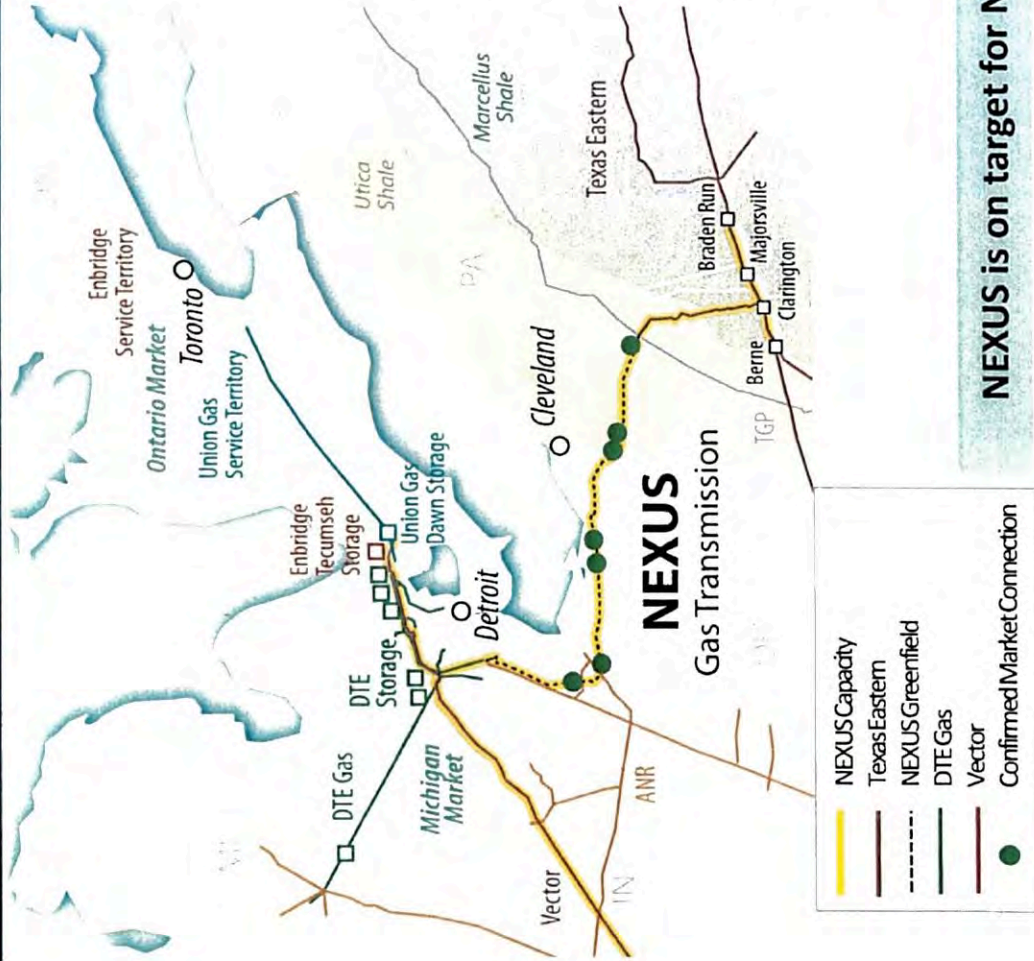 Enbridge
Service Territory
Toronto
Ontario Market
Union Gas
Service Territory
Utica
Shale
Marcellus
Shale
PA
Enbridge
Tecumseh
Storage
Union Gas
Dawn Storage
DTE
Storage
Detroit
Cleveland
Texas Eastern
Braden Run
Majorsville
Clarington
Berne
TGP
DTE Gas
Michigan
Market
MI
NEXUS
Gas Transmission
Vector
ANR
IN
NEXUS Capacity
Texas Eastern
NEXUS Greenfield
DTE Gas
Vector
Confirmed Market Connection
NEXUS is on target for N